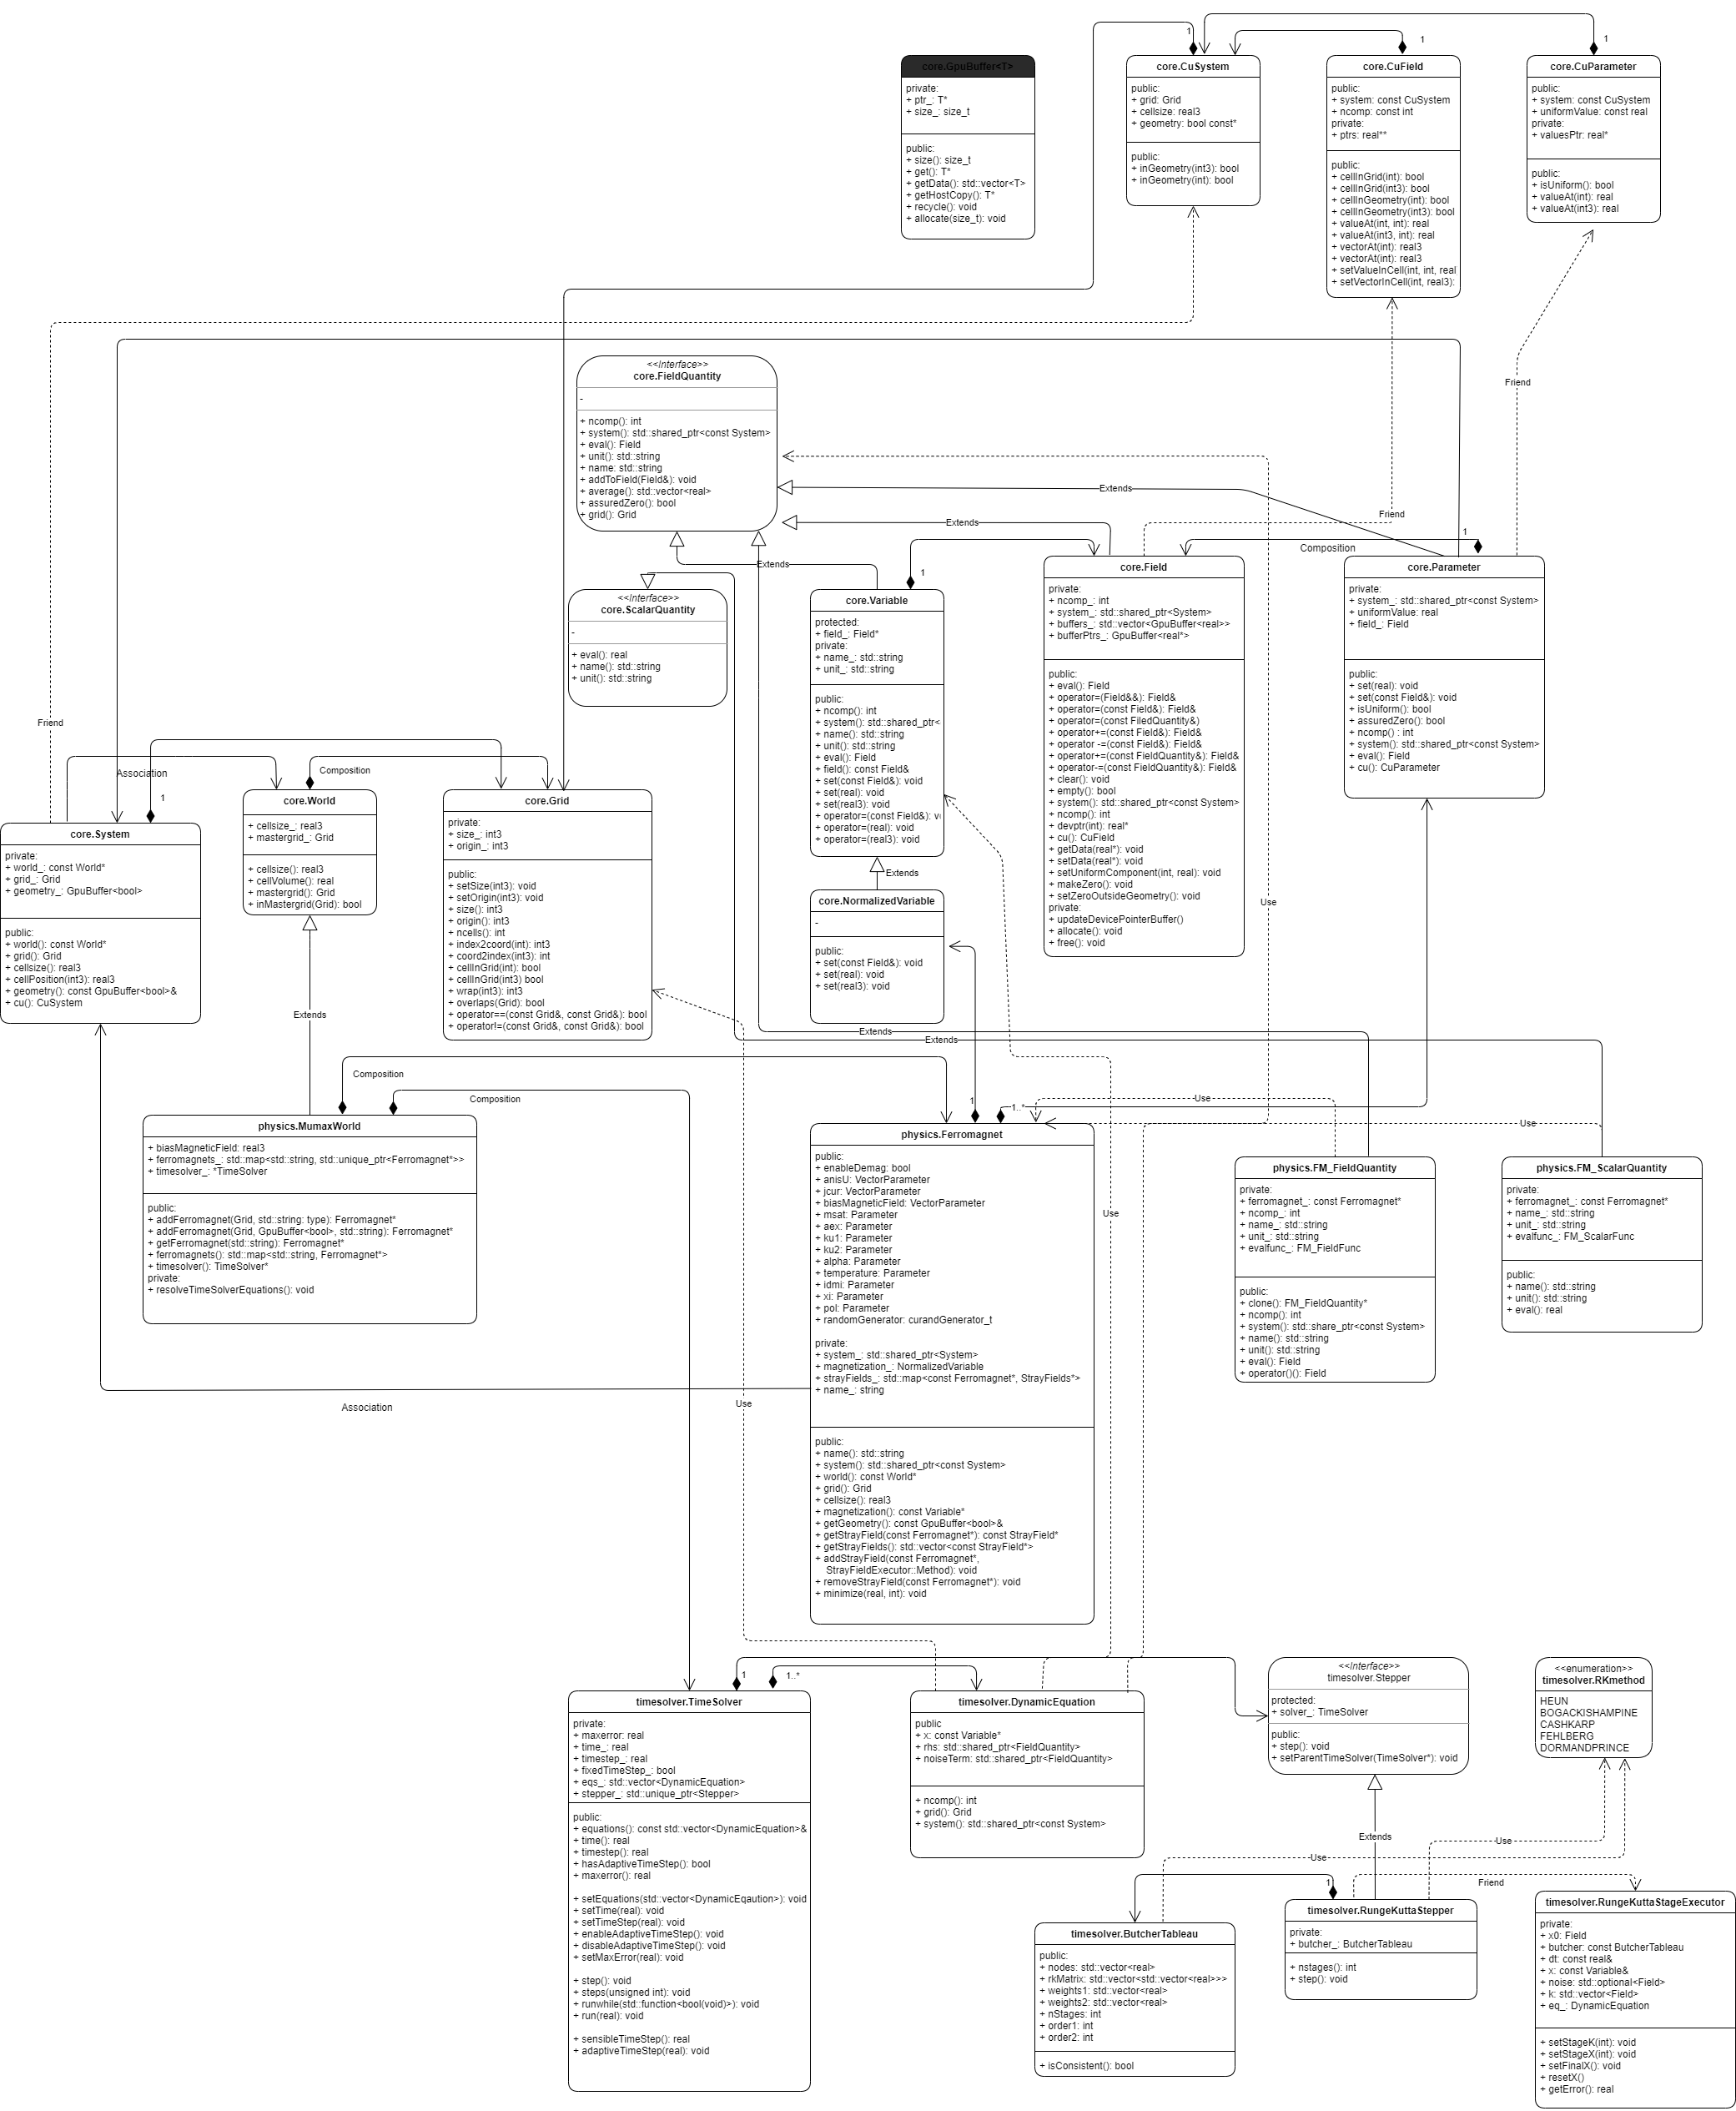 1
1
1
core.GpuBuffer<T>
private:
+ ptr_: T*
+ size_: size_t
public:
+ size(): size_t
+ get(): T*
+ getData(): std::vector<T>
+ getHostCopy(): T*
+ recycle(): void
+ allocate(size_t): void
core.CuSystem
public:
+ grid: Grid
+ cellsize: real3
+ geometry: bool const*
public:
+ inGeometry(int3): bool
+ inGeometry(int): bool
core.CuField
public:
+ system: const CuSystem
+ ncomp: const int
private:
+ ptrs: real**
public:
+ cellInGrid(int): bool
+ cellInGrid(int3): bool
+ cellInGeometry(int): bool
+ cellInGeometry(int3): bool
+ valueAt(int, int): real
+ valueAt(int3, int): real
+ vectorAt(int): real3
+ vectorAt(int): real3
+ setValueInCell(int, int, real
+ setVectorInCell(int, real3):
core.CuParameter
public:
+ system: const CuSystem
+ uniformValue: const real
private:
+ valuesPtr: real*
public:
+ isUniform(): bool
+ valueAt(int): real
+ valueAt(int3): real
Friend
<<Interface>>
core.FieldQuantity
-
+ ncomp(): int
+ system(): std::shared_ptr<const System>
+ eval(): Field
+ unit(): std::string
+ name: std::string
+ addToField(Field&): void
+ average(): std::vector<real>
+ assuredZero(): bool
+ grid(): Grid
Extends
Extends
Friend
1
Composition
Extends
1
<<Interface>>
core.ScalarQuantity
-
+ eval(): real
+ name(): std::string
+ unit(): std::string
core.Variable
protected:
+ field_: Field*
private:
+ name_: std::string
+ unit_: std::string
public:
+ ncomp(): int
+ system(): std::shared_ptr<
+ name(): std::string
+ unit(): std::string
+ eval(): Field
+ field(): const Field&
+ set(const Field&): void
+ set(real): void
+ set(real3): void
+ operator=(const Field&): v
+ operator=(real): void
+ operator=(real3): void
core.Field
private:
+ ncomp_: int
+ system_: std::shared_ptr<System>
+ buffers_: std::vector<GpuBuffer<real>>
+ bufferPtrs_: GpuBuffer<real*>
public:
+ eval(): Field
+ operator=(Field&&): Field&
+ operator=(const Field&): Field&
+ operator=(const FiledQuantity&)
+ operator+=(const Field&): Field&
+ operator -=(const Field&): Field&
+ operator+=(const FieldQuantity&): Field&
+ operator-=(const FieldQuantity&): Field&
+ clear(): void
+ empty(): bool
+ system(): std::shared_ptr<const System>
+ ncomp(): int
+ devptr(int): real*
+ cu(): CuField
+ getData(real*): void
+ setData(real*): void
+ setUniformComponent(int, real): void
+ makeZero(): void
+ setZeroOutsideGeometry(): void
private:
+ updateDevicePointerBuffer()
+ allocate(): void
+ free(): void
core.Parameter
private:
+ system_: std::shared_ptr<const System>
+ uniformValue: real
+ field_: Field
public:
+ set(real): void
+ set(const Field&): void
+ isUniform(): bool
+ assuredZero(): bool
+ ncomp() : int
+ system(): std::shared_ptr<const System>
+ eval(): Field
+ cu(): CuParameter
Friend
Association
Composition
1
core.System
private:
+ world_: const World*
+ grid_: Grid
+ geometry_: GpuBuffer<bool>
public:
+ world(): const World*
+ grid(): Grid
+ cellsize(): real3
+ cellPosition(int3): real3
+ geometry(): const GpuBuffer<bool>&
+ cu(): CuSystem
core.World
+ cellsize_: real3
+ mastergrid_: Grid
+ cellsize(): real3
+ cellVolume(): real
+ mastergrid(): Grid
+ inMastergrid(Grid): bool
core.Grid
private:
+ size_: int3
+ origin_: int3
public:
+ setSize(int3): void
+ setOrigin(int3): void
+ size(): int3
+ origin(): int3
+ ncells(): int
+ index2coord(int): int3
+ coord2index(int3): int
+ cellInGrid(int): bool
+ cellInGrid(int3) bool
+ wrap(int3): int3
+ overlaps(Grid): bool
+ operator==(const Grid&, const Grid&): bool
+ operator!=(const Grid&, const Grid&): bool
Extends
core.NormalizedVariable
-
public:
+ set(const Field&): void
+ set(real): void
+ set(real3): void
Use
Extends
Extends
Extends
Composition
Composition
1
1..*
Use
Use
physics.MumaxWorld
+ biasMagneticField: real3
+ ferromagnets_: std::map<std::string, std::unique_ptr<Ferromagnet*>>
+ timesolver_: *TimeSolver
public:
+ addFerromagnet(Grid, std::string: type): Ferromagnet*
+ addFerromagnet(Grid, GpuBuffer<bool>, std::string): Ferromagnet*
+ getFerromagnet(std::string): Ferromagnet*
+ ferromagnets(): std::map<std::string, Ferromagnet*>
+ timesolver(): TimeSolver*
private:
+ resolveTimeSolverEquations(): void
physics.Ferromagnet
public:
+ enableDemag: bool
+ anisU: VectorParameter
+ jcur: VectorParameter
+ biasMagneticField: VectorParameter
+ msat: Parameter
+ aex: Parameter
+ ku1: Parameter
+ ku2: Parameter
+ alpha: Parameter
+ temperature: Parameter
+ idmi: Parameter
+ xi: Parameter
+ pol: Parameter
+ randomGenerator: curandGenerator_t
private:
+ system_: std::shared_ptr<System>
+ magnetization_: NormalizedVariable
+ strayFields_: std::map<const Ferromagnet*, StrayFields*>
+ name_: string
public:
+ name(): std::string
+ system(): std::shared_ptr<const System>
+ world(): const World*
+ grid(): Grid
+ cellsize(): real3
+ magnetization(): const Variable*
+ getGeometry(): const GpuBuffer<bool>&
+ getStrayField(const Ferromagnet*): const StrayField*
+ getStrayFields(): std::vector<const StrayField*>
+ addStrayField(const Ferromagnet*,
StrayFieldExecutor::Method): void
+ removeStrayField(const Ferromagnet*): void
+ minimize(real, int): void
Use
physics.FM_FieldQuantity
private:
+ ferromagnet_: const Ferromagnet*
+ ncomp_: int
+ name_: std::string
+ unit_: std::string
+ evalfunc_: FM_FieldFunc
public:
+ clone(): FM_FieldQuantity*
+ ncomp(): int
+ system(): std::share_ptr<const System>
+ name(): std::string
+ unit(): std::string
+ eval(): Field
+ operator()(): Field
physics.FM_ScalarQuantity
private:
+ ferromagnet_: const Ferromagnet*
+ name_: std::string
+ unit_: std::string
+ evalfunc_: FM_ScalarFunc
public:
+ name(): std::string
+ unit(): std::string
+ eval(): real
Association
Use
1
1..*
timesolver.TimeSolver
private:
+ maxerror: real
+ time_: real
+ timestep_: real
+ fixedTimeStep_: bool
+ eqs_: std::vector<DynamicEquation>
+ stepper_: std::unique_ptr<Stepper>
public:
+ equations(): const std::vector<DynamicEquation>&
+ time(): real
+ timestep(): real
+ hasAdaptiveTimeStep(): bool
+ maxerror(): real
+ setEquations(std::vector<DynamicEqaution>): void
+ setTime(real): void
+ setTimeStep(real): void
+ enableAdaptiveTimeStep(): void
+ disableAdaptiveTimeStep(): void
+ setMaxError(real): void
+ step(): void
+ steps(unsigned int): void
+ runwhile(std::function<bool(void)>): void
+ run(real): void
+ sensibleTimeStep(): real
+ adaptiveTimeStep(real): void
timesolver.DynamicEquation
public
+ x: const Variable*
+ rhs: std::shared_ptr<FieldQuantity>
+ noiseTerm: std::shared_ptr<FieldQuantity>
+ ncomp(): int
+ grid(): Grid
+ system(): std::shared_ptr<const System>
<<Interface>>
timesolver.Stepper
protected:
+ solver_: TimeSolver
public:
+ step(): void
+ setParentTimeSolver(TimeSolver*): void
<<enumeration>>
timesolver.RKmethod
HEUN
BOGACKISHAMPINE
CASHKARP
FEHLBERG
DORMANDPRINCE
Extends
Use
Use
1
Friend
timesolver.ButcherTableau
public:
+ nodes: std::vector<real>
+ rkMatrix: std::vector<std::vector<real>>>
+ weights1: std::vector<real>
+ weights2: std::vector<real>
+ nStages: int
+ order1: int
+ order2: int
+ isConsistent(): bool
timesolver.RungeKuttaStepper
private:
+ butcher_: ButcherTableau
+ nstages(): int
+ step(): void
timesolver.RungeKuttaStageExecutor
private:
+ x0: Field
+ butcher: const ButcherTableau
+ dt: const real&
+ x: const Variable&
+ noise: std::optional<Field>
+ k: std::vector<Field>
+ eq_: DynamicEquation
+ setStageK(int): void
+ setStageX(int): void
+ setFinalX(): void
+ resetX()
+ getError(): real